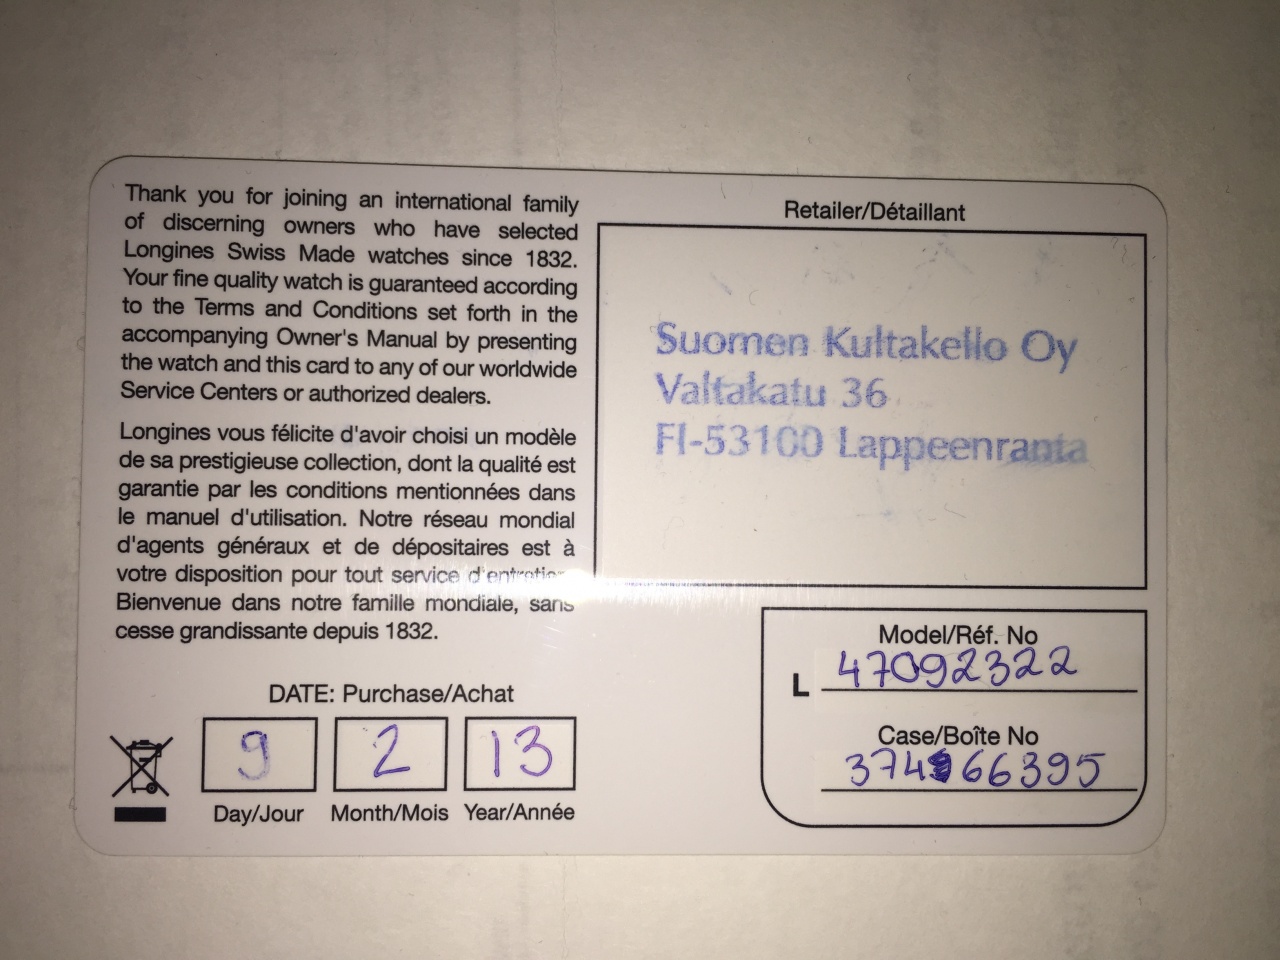 Thank you for joining an international family
of discerning owners who have selected
Longines Swiss Made watches since 1832.
Your fine quality watch is guaranteed according
to the Terms and Conditions set forth in the
accompanying Owner's Manual by presenting
the watch and this card to any of our worldwide
Service Centers or authorized dealers.
Longines vous félicite d'avoir choisi un modèle
de sa prestigieuse collection, dont la qualité est
garantie par les conditions mentionnées dans
le manuel d'utilisation. Notre réseau mondial
d'agents généraux et de dépositaires est à
votre disposition pour tout service d'entretien.
Bienvenue dans notre famille mondiale, sans
cesse grandissante depuis 1832.
DATE: Purchase/Achat
9 2 13
Day/Jour Month/Mois Year/Année
Retailer/Détaillant
Suomen Kultakello Oy
Valtakatu 36
FI-53100 Lappeenranta
Model/Réf. No
L 47092322
Case/Boîte No